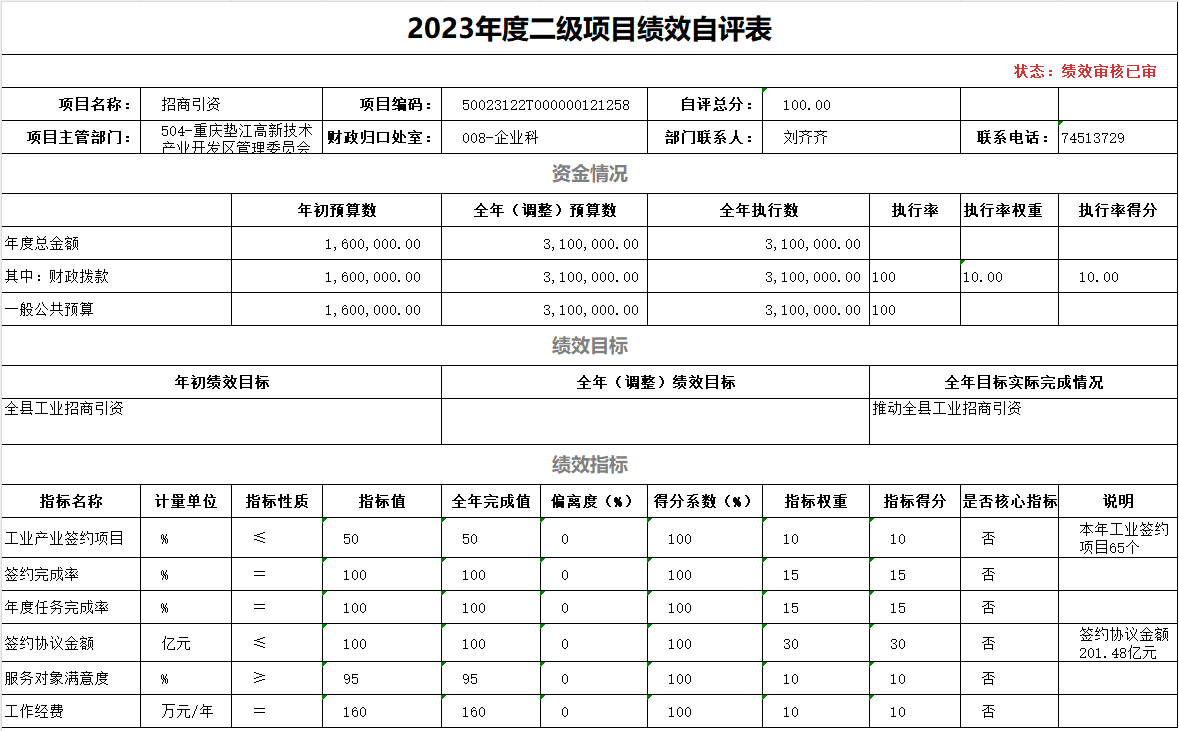 2023年度二级项目绩效自评表
状态：绩效审核已审
项目名称： 招商引资 项目编码： 50023122T000000121258 自评总分： 100.00
项目主管部门： 504-重庆垫江高新技术产业开发区管理委员会 财政归口处室： 008-企业科 部门联系人： 刘齐齐 联系电话： 74513729
资金情况
年初预算数 全年（调整）预算数 全年执行数 执行率 执行率权重 执行率得分
年度总金额 1,600,000.00 3,100,000.00 3,100,000.00
其中：财政拨款 1,600,000.00 3,100,000.00 3,100,000.00 100 10.00 10.00
一般公共预算 1,600,000.00 3,100,000.00 3,100,000.00 100
绩效目标
年初绩效目标 全年（调整）绩效目标 全年目标实际完成情况
全县工业招商引资 推动全县工业招商引资
绩效指标
指标名称 计量单位 指标性质 指标值 全年完成值 偏离度（%） 得分系数（%） 指标权重 指标得分 是否核心指标 说明
工业产业签约项目 % ≤ 50 50 0 100 10 10 否 本年工业签约项目65个
签约完成率 % ＝ 100 100 0 100 15 15 否
年度任务完成率 % ＝ 100 100 0 100 15 15 否
签约协议金额 亿元 ≤ 100 100 0 100 30 30 否 签约协议金额201.48亿元
服务对象满意度 % ≥ 95 95 0 100 10 10 否
工作经费 万元/年 ＝ 160 160 0 100 10 10 否